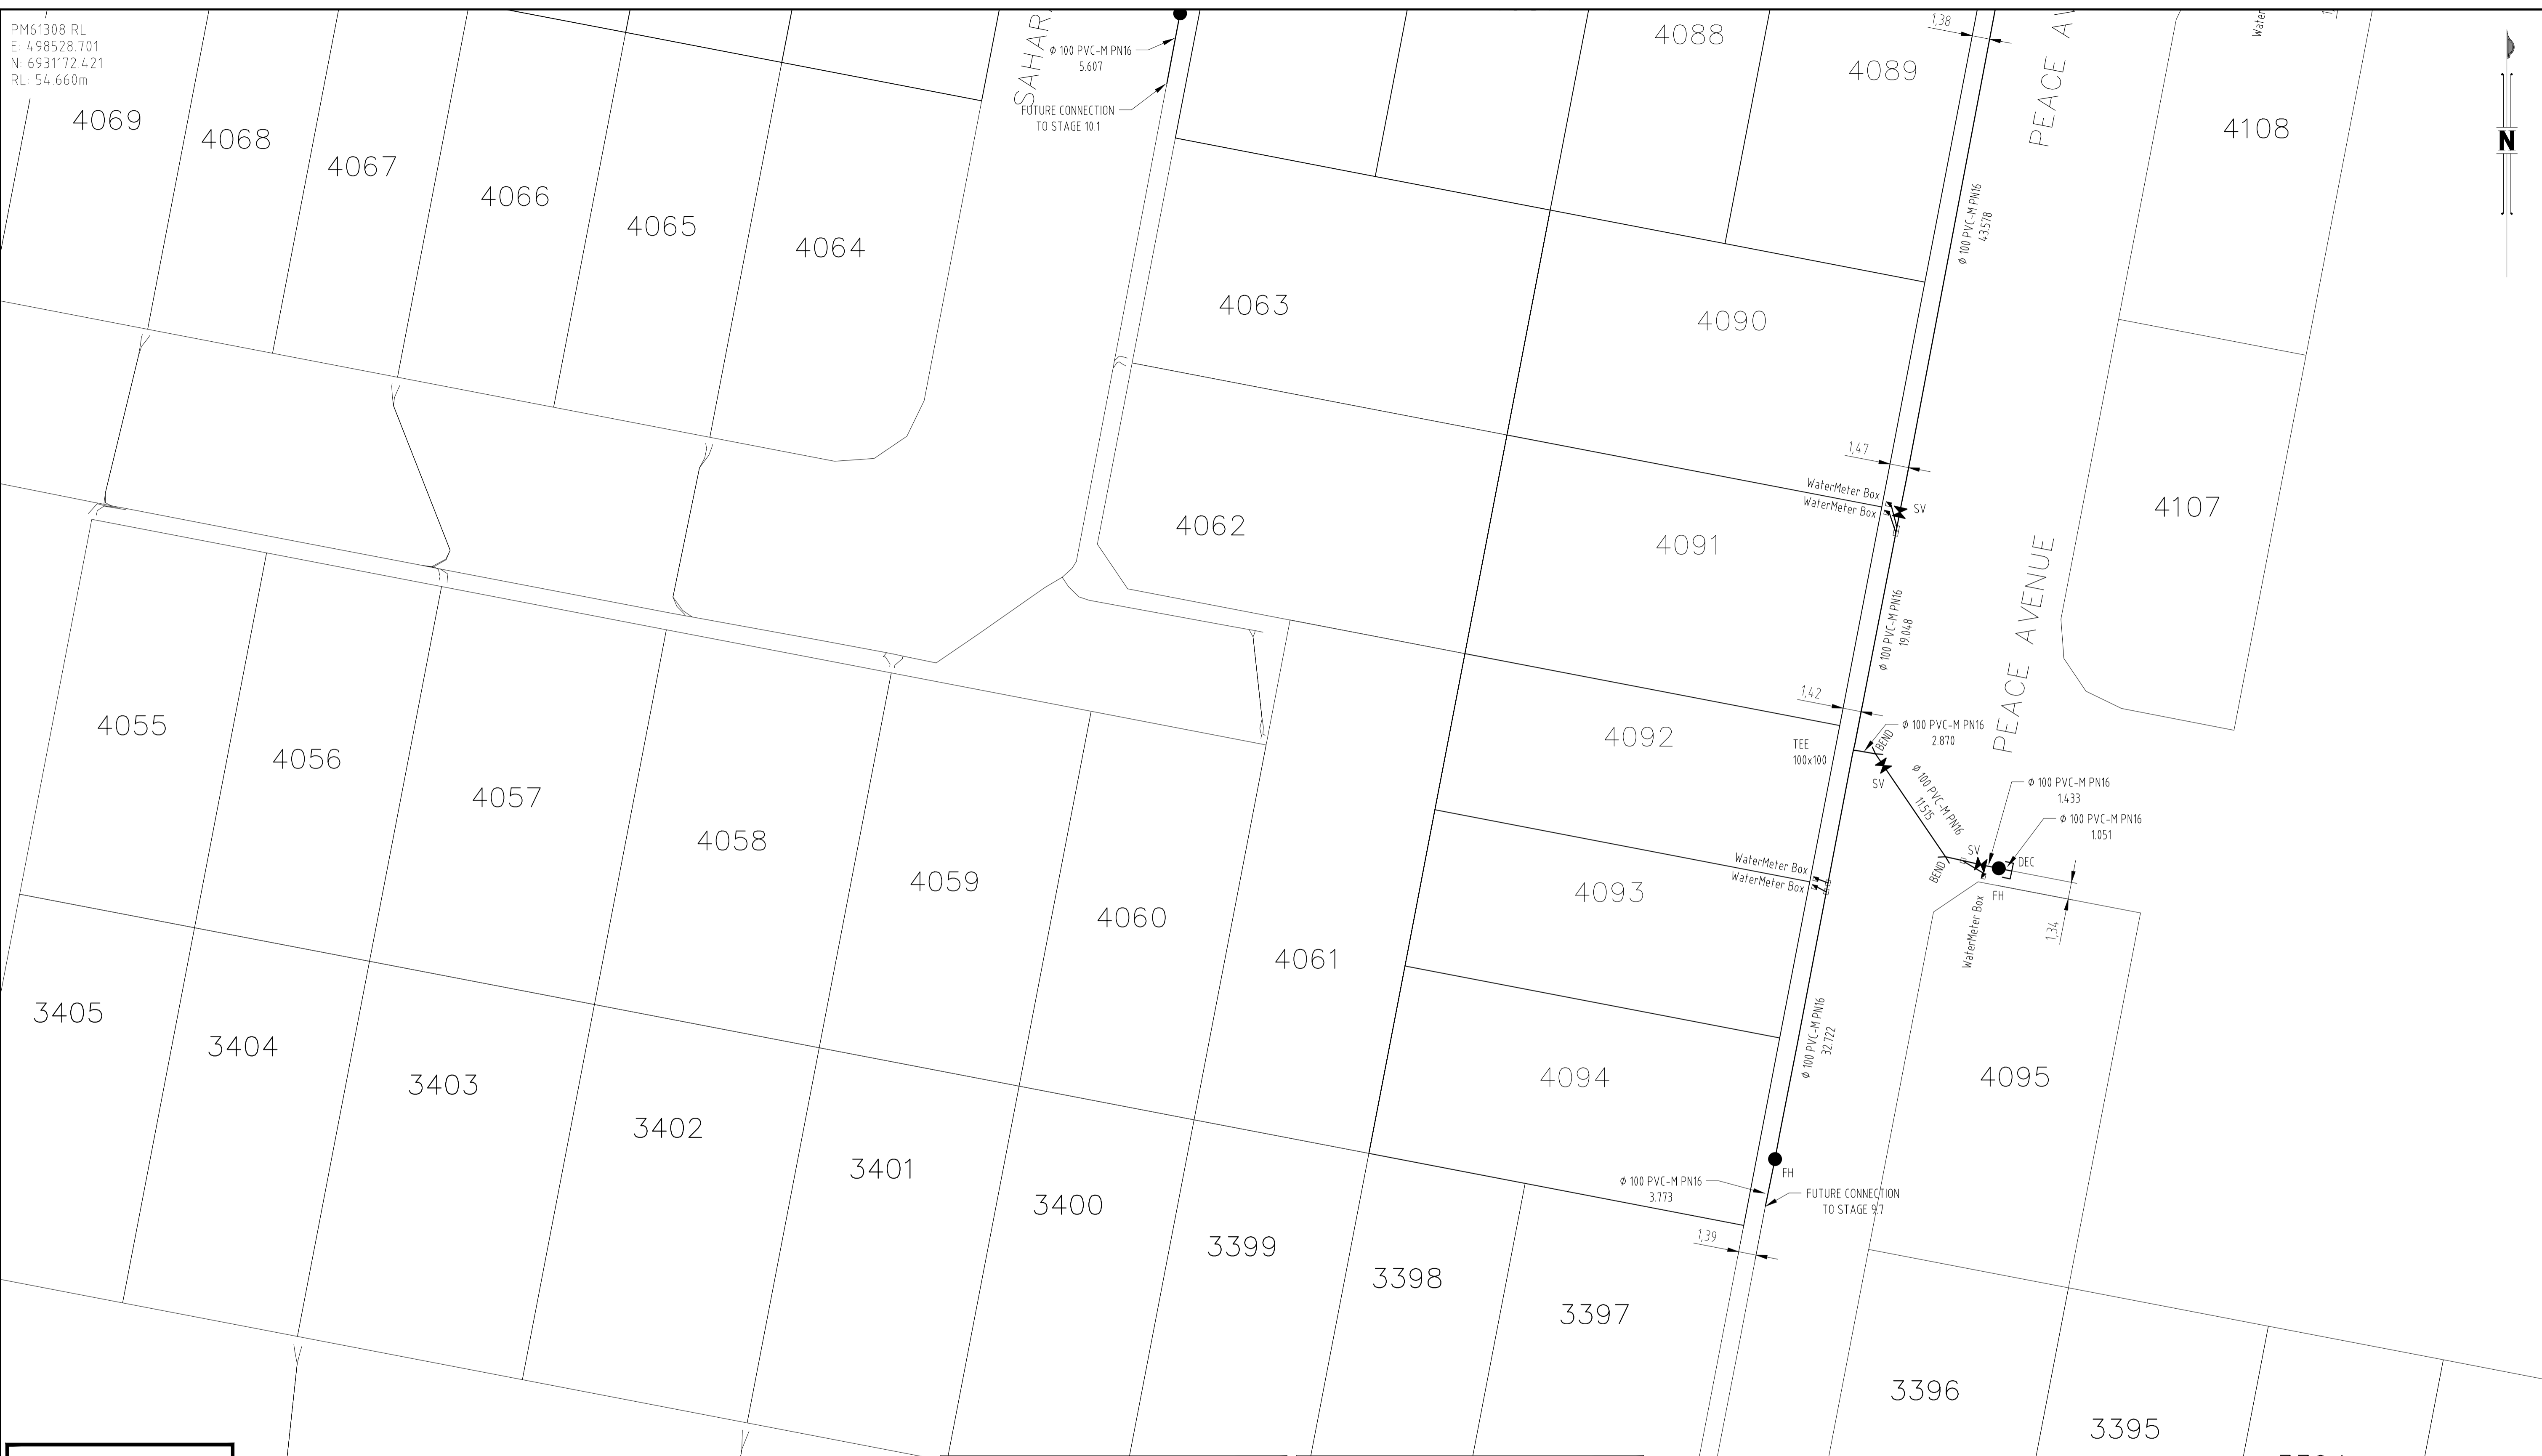 PM61308 RL
E: 498528.701
N: 6931172.421
RL: 54.660m
4069
4068
4067
4066
4065
4064
Ø 100 PVC-M PN16
5.607
FUTURE CONNECTION
TO STAGE 10.1
4088
4089
1,38
PEACE
Water
4108
N
Ø 100 PVC-M PN16
43.578
4063
4090
1,47
WaterMeter Box
WaterMeter Box
SV
4107
4062
4091
PEACE AVENUE
Ø 100 PVC-M PN16
19.048
1,42
4092
TEE
100x100
Ø 100 PVC-M PN16
2.870
BEND
SV
Ø 100 PVC-M PN16
11.515
Ø 100 PVC-M PN16
1.433
Ø 100 PVC-M PN16
1.051
SV
DEC
BEND
FH
WaterMeter Box
1,34
WaterMeter Box
WaterMeter Box
4093
4055
4056
4057
4058
4059
4060
4061
3405
3404
3403
3402
3401
3400
3399
3398
3397
4094
Ø 100 PVC-M PN16
32.722
4095
FH
Ø 100 PVC-M PN16
3.773
FUTURE CONNECTION
TO STAGE 9.7
1,39
3396
3395